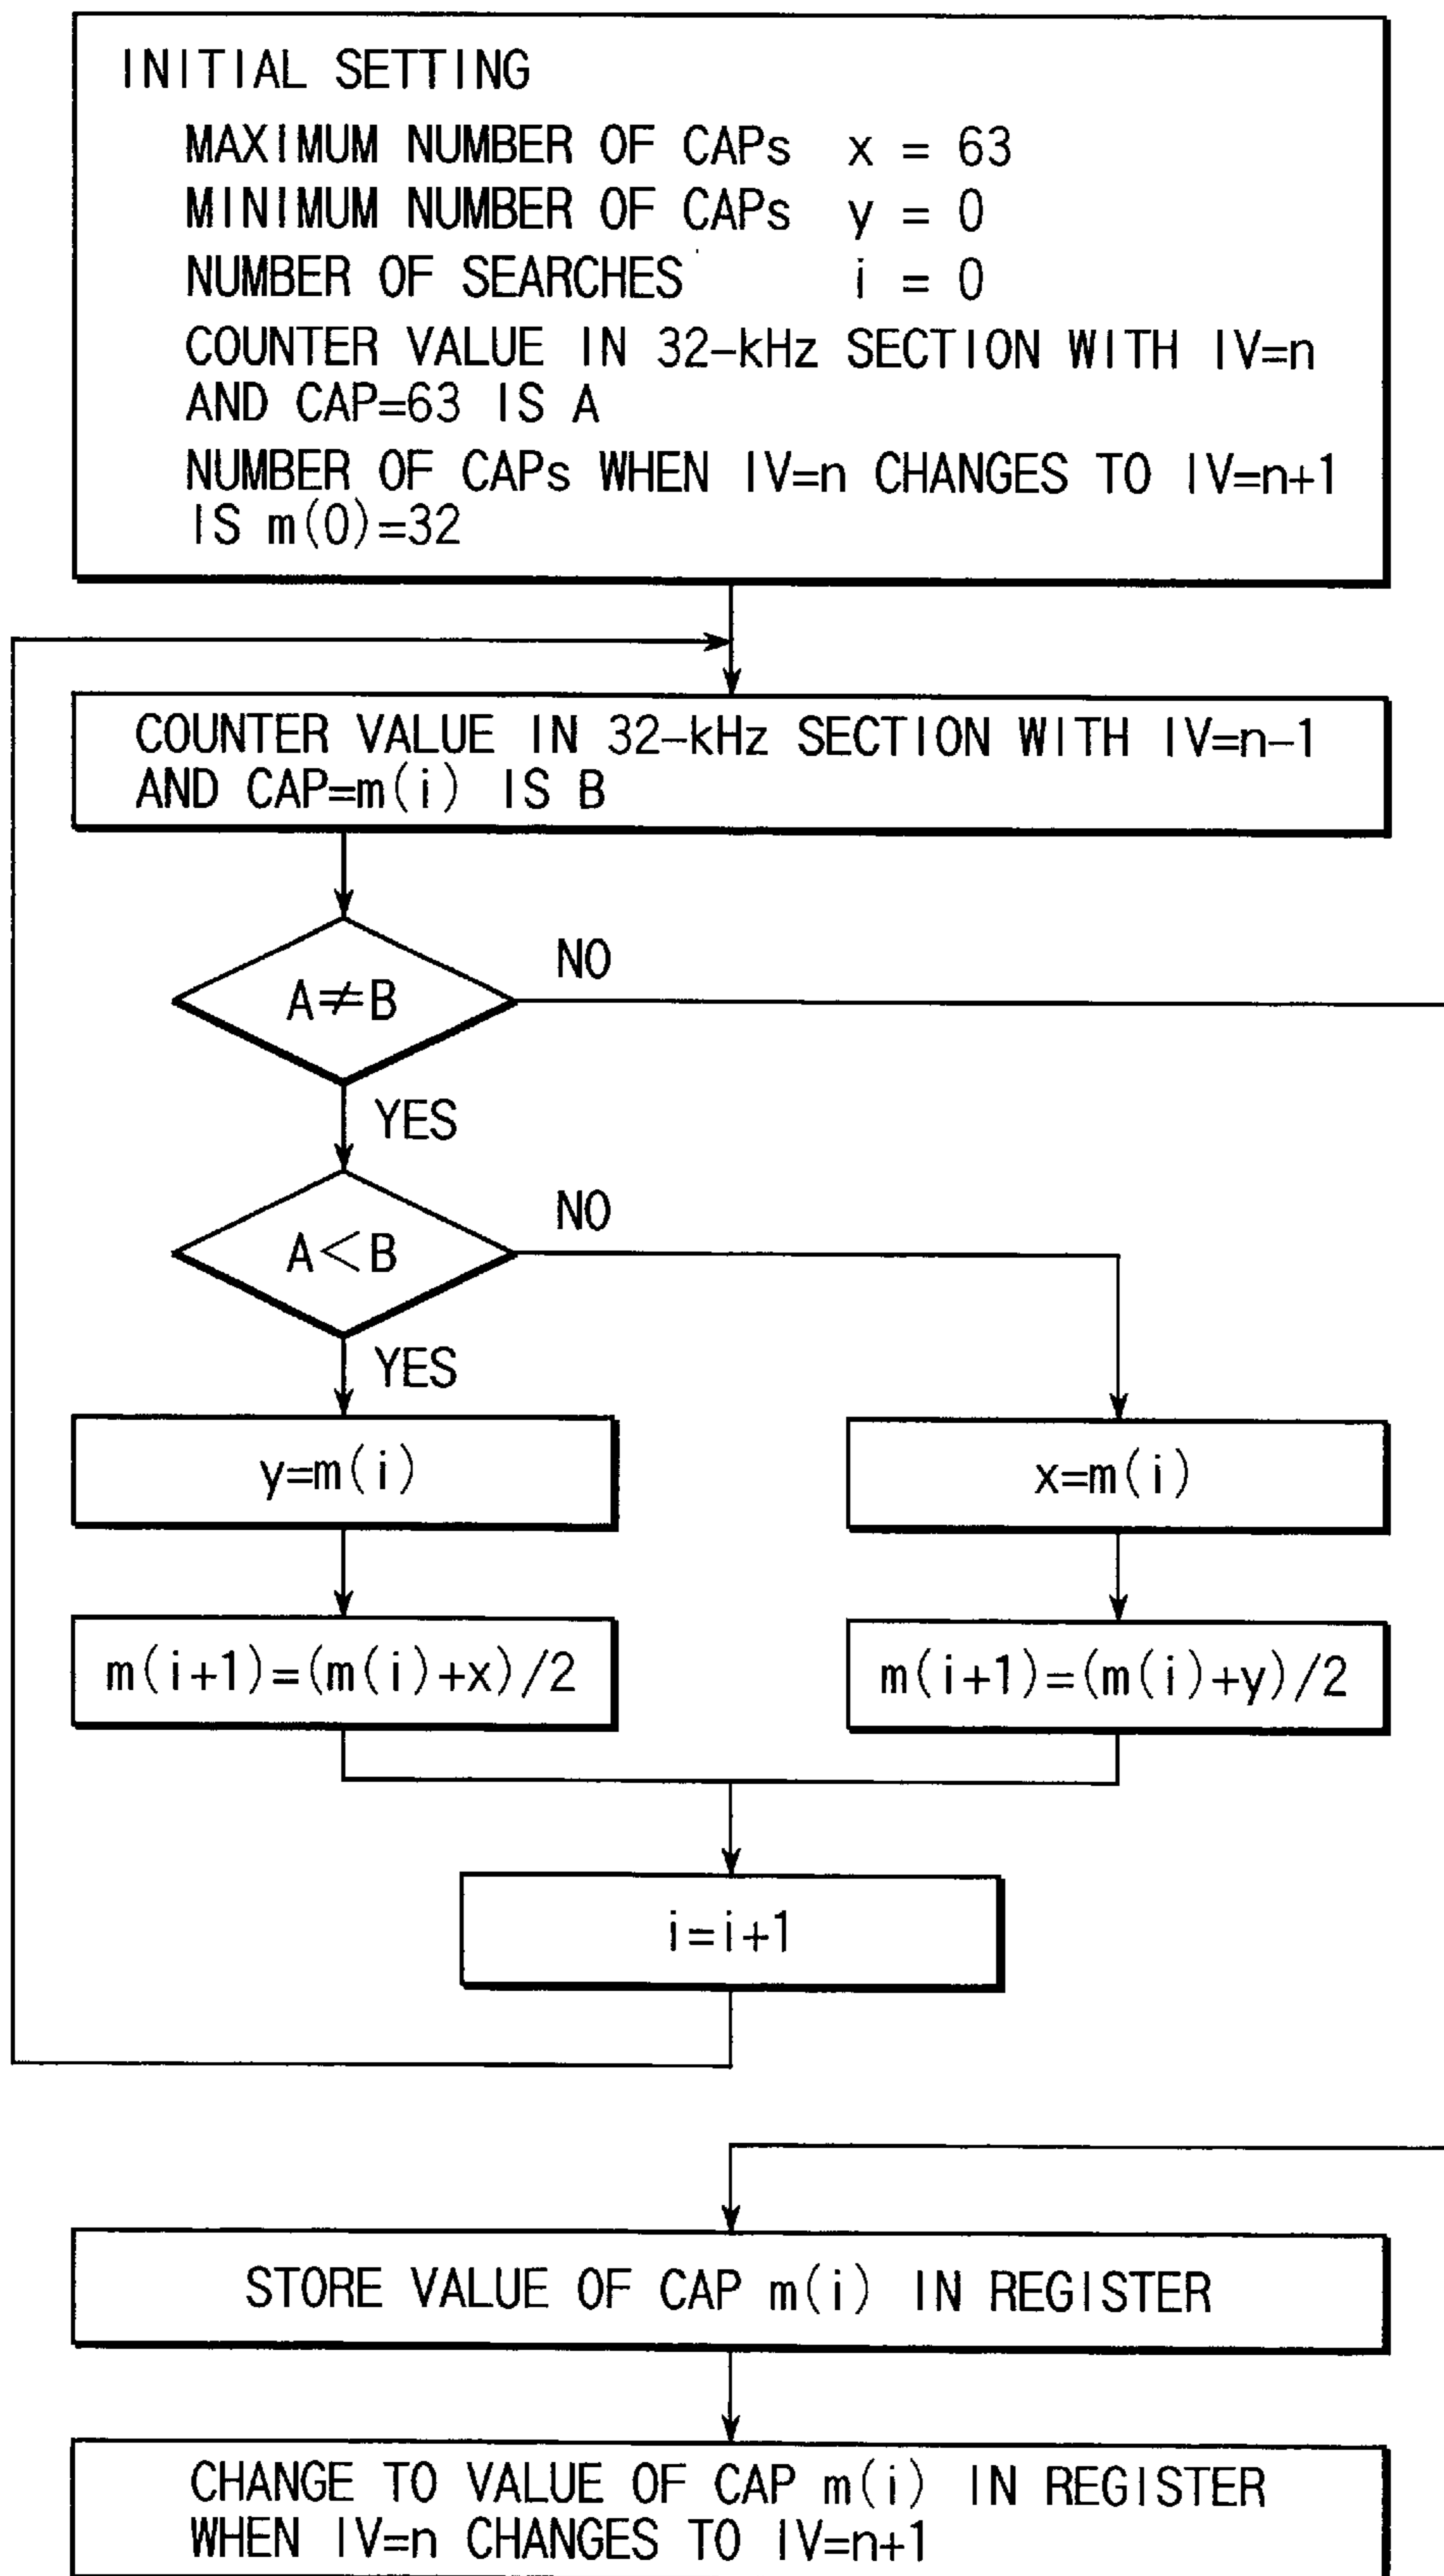 INITIAL SETTING
MAXIMUM NUMBER OF CAPs x = 63
MINIMUM NUMBER OF CAPs y = 0
NUMBER OF SEARCHES i = 0
COUNTER VALUE IN 32-kHz SECTION WITH IV=n
AND CAP=63 IS A
NUMBER OF CAPs WHEN IV=n CHANGES TO IV=n+1
IS m(0)=32
COUNTER VALUE IN 32-kHz SECTION WITH IV=n-1
AND CAP=m(i) IS B
A≠B
NO
YES
A<B
NO
YES
y=m(i)
x=m(i)
m(i+1)=(m(i)+x)/2
m(i+1)=(m(i)+y)/2
i=i+1
STORE VALUE OF CAP m(i) IN REGISTER
CHANGE TO VALUE OF CAP m(i) IN REGISTER
WHEN IV=n CHANGES TO IV=n+1